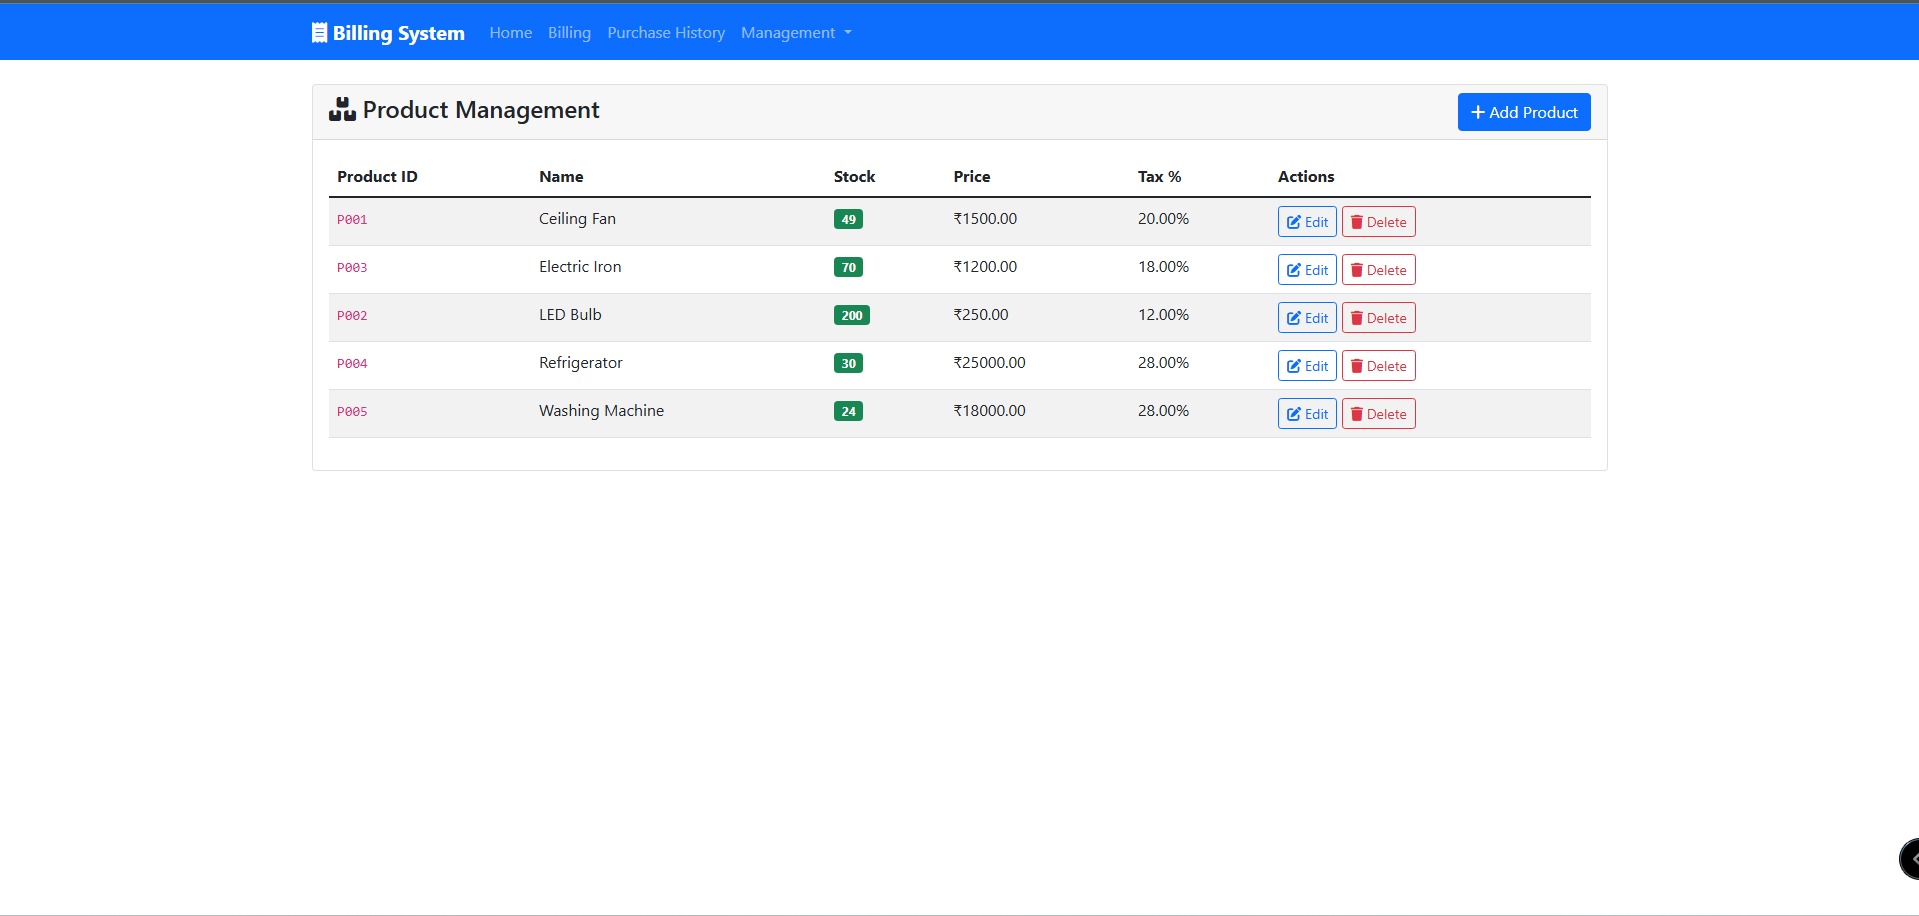 Billing System Home Billing Purchase History Management
Product Management
Add Product
Product ID Name Stock Price Tax % Actions
P001 Ceiling Fan 49 ₹1500.00 20.00% Edit Delete
P003 Electric Iron 70 ₹1200.00 18.00% Edit Delete
P002 LED Bulb 200 ₹250.00 12.00% Edit Delete
P004 Refrigerator 30 ₹25000.00 28.00% Edit Delete
P005 Washing Machine 24 ₹18000.00 28.00% Edit Delete